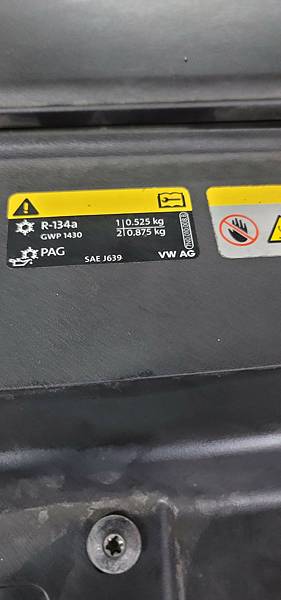 R-134a 1|0.525 kg
GWP 1430 2|0.875 kg
PAG SAE J639 VW AG